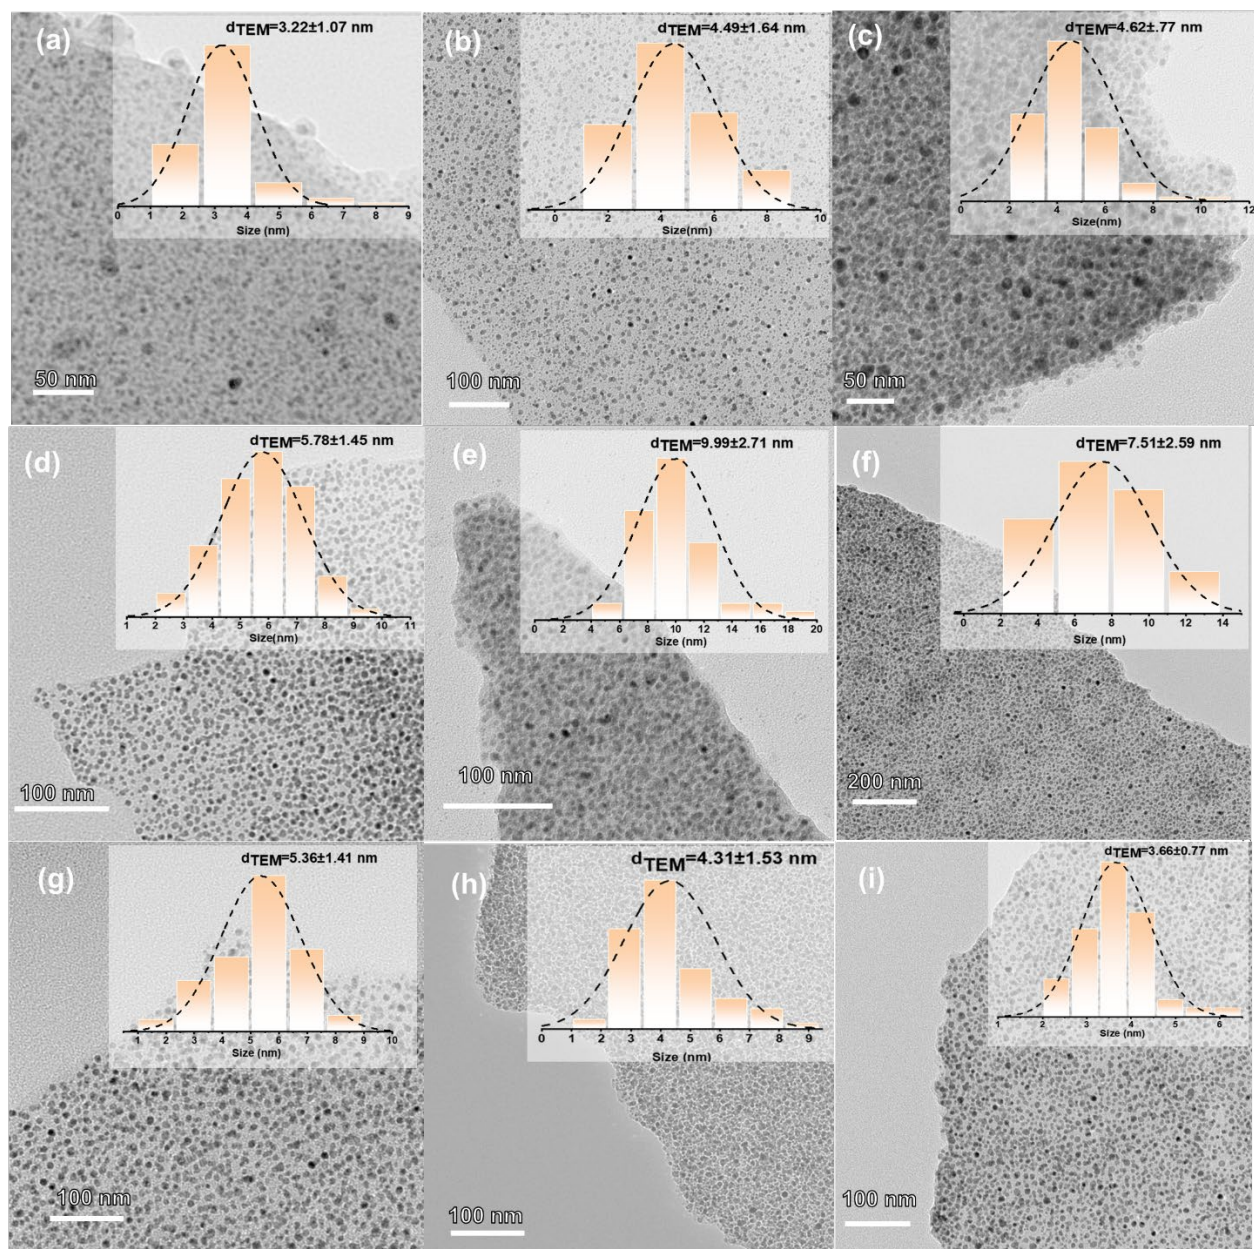 (a)
dTEM=3.22±1.07 nm
0 1 2 3 4 5 6 7 8 9
Size (nm)
50 nm
(b)
dTEM=4.49±1.64 nm
0 2 4 6 8 10
Size(nm)
100 nm
(c)
dTEM=4.62±.77 nm
0 2 4 6 8 10 12
Size (nm)
50 nm
(d)
dTEM=5.78±1.45 nm
1 2 3 4 5 6 7 8 9 10 11
Size(nm)
100 nm
(e)
dTEM=9.99±2.71 nm
0 2 4 6 8 10 12 14 16 18 20
Size (nm)
100 nm
(f)
dTEM=7.51±2.59 nm
0 2 4 6 8 10 12 14
Size (nm)
200 nm
(g)
dTEM=5.36±1.41 nm
1 2 3 4 5 6 7 8 9 10
Size (nm)
100 nm
(h)
dTEM=4.31±1.53 nm
0 1 2 3 4 5 6 7 8 9
Size (nm)
100 nm
(i)
dTEM=3.66±0.77 nm
1 2 3 4 5 6
Size (nm)
100 nm